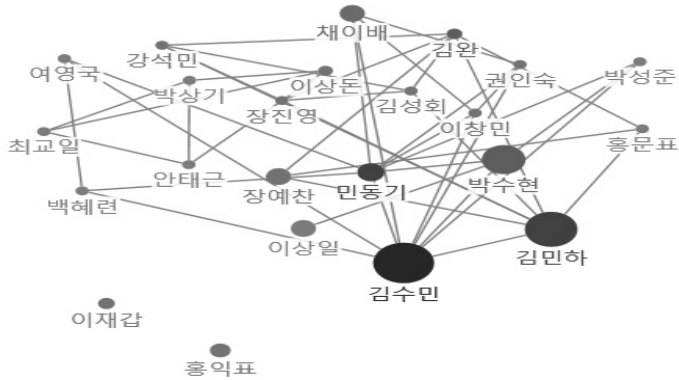 채이배
김완
강석민
여영국
이상돈
권인숙
박성준
박상기
김성회
장진영
이창민
최교일
홍문표
안태근
장예찬
민동기
박수현
백혜련
이상일
김민하
김수민
이재갑
홍익표